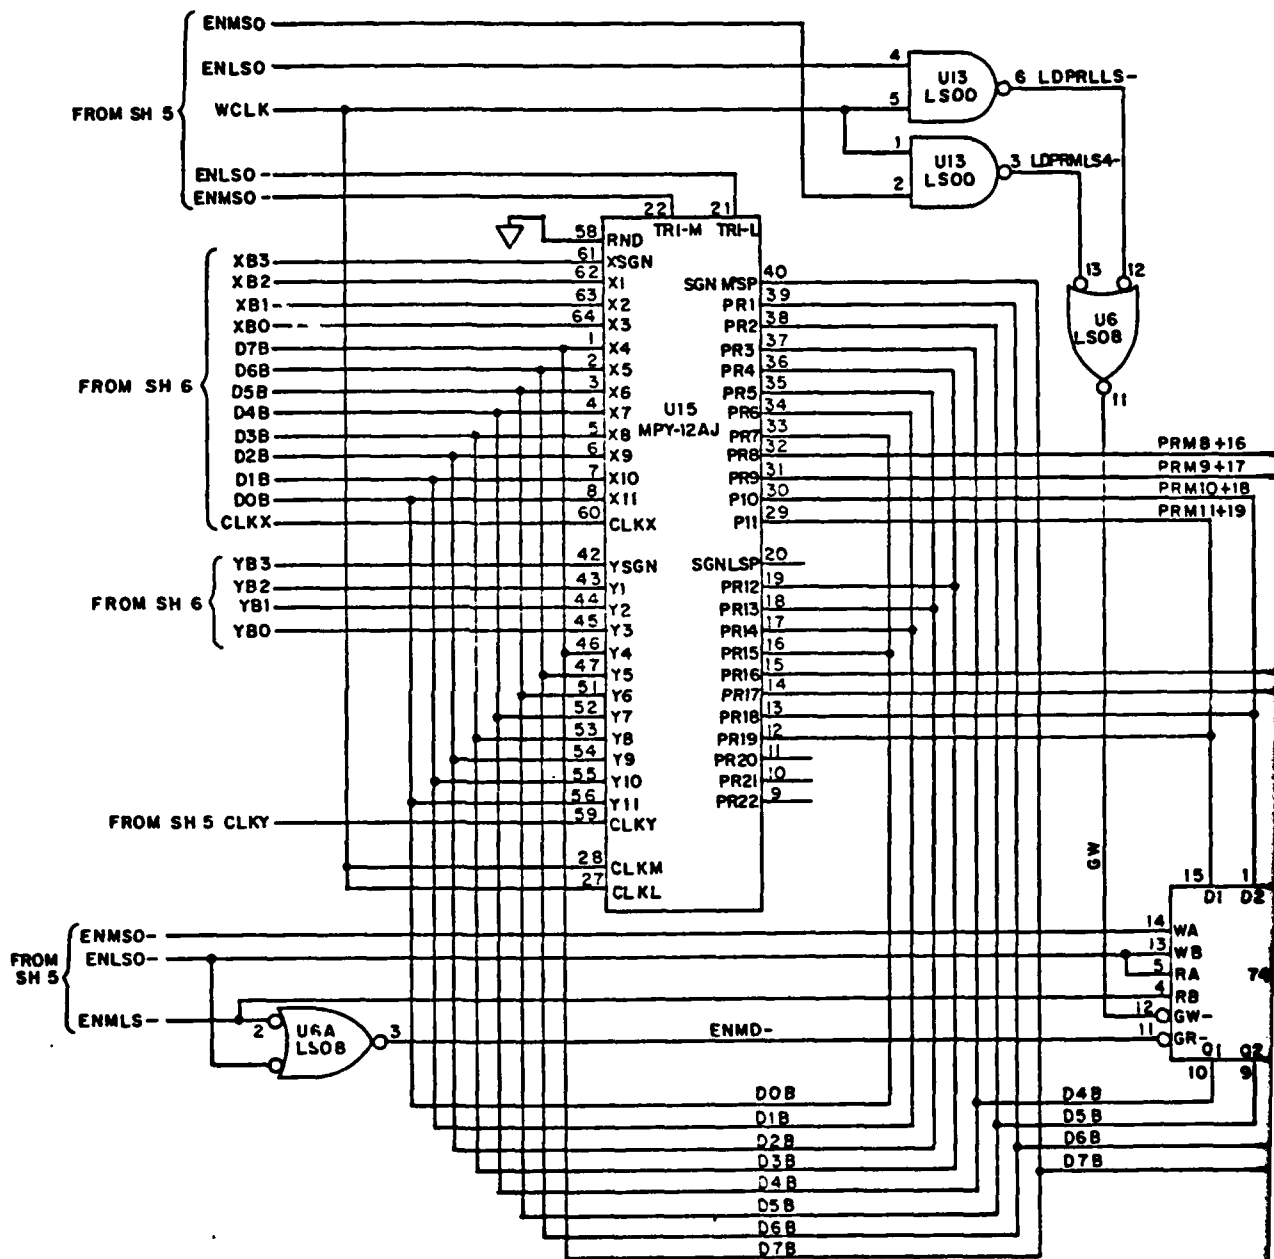 ENMSO
ENLSO
FROM SH 5
WCLK
ENLSO-
ENMSO-
4
5
U13
LS00
6 LDPRLLS-
1
2
U13
LS00
3 LDPRMLS4-
13
12
U6
LS08
11
22
21
TRI-M
TRI-L
58 RND
FROM SH 6
XB3 61 XSGN
XB2 62 X1
XB1 63 X2
XB0 64 X3
D7B 1 X4
D6B 2 X5
D5B 3 X6
D4B 4 X7
D3B 5 X8
D2B 6 X9
D1B 7 X10
D0B 8 X11
CLKX 60 CLKX
U15
MPY-12AJ
FROM SH 6
YB3 42 YSGN
YB2 43 Y1
YB1 44 Y2
YB0 45 Y3
46 Y4
47 Y5
51 Y6
52 Y7
53 Y8
54 Y9
55 Y10
56 Y11
FROM SH 5 CLKY 59 CLKY
28 CLKM
27 CLKL
SGN MSP 40
PR1 39
PR2 38
PR3 37
PR4 36
PR5 35
PR6 34
PR7 33
PR8 32 PRM8+16
PR9 31 PRM9+17
P10 30 PRM10+18
P11 29 PRM11+19
SGNLSP 20
PR12 19
PR13 18
PR14 17
PR15 16
PR16 15
PR17 14
PR18 13
PR19 12
PR20 11
PR21 10
PR22 9
GW
15
1
D1
D2
FROM SH 5
ENMSO-
ENLSO-
ENMLS-
2
U6A
LS08
3
ENMD-
14 WA
13 WB
5 RA
4 RB
12 GW-
11 GR-
74
Q1
Q2
10
9
D0B
D1B
D2B
D3B
D4B
D5B
D6B
D7B
D4B
D5B
D6B
D7B